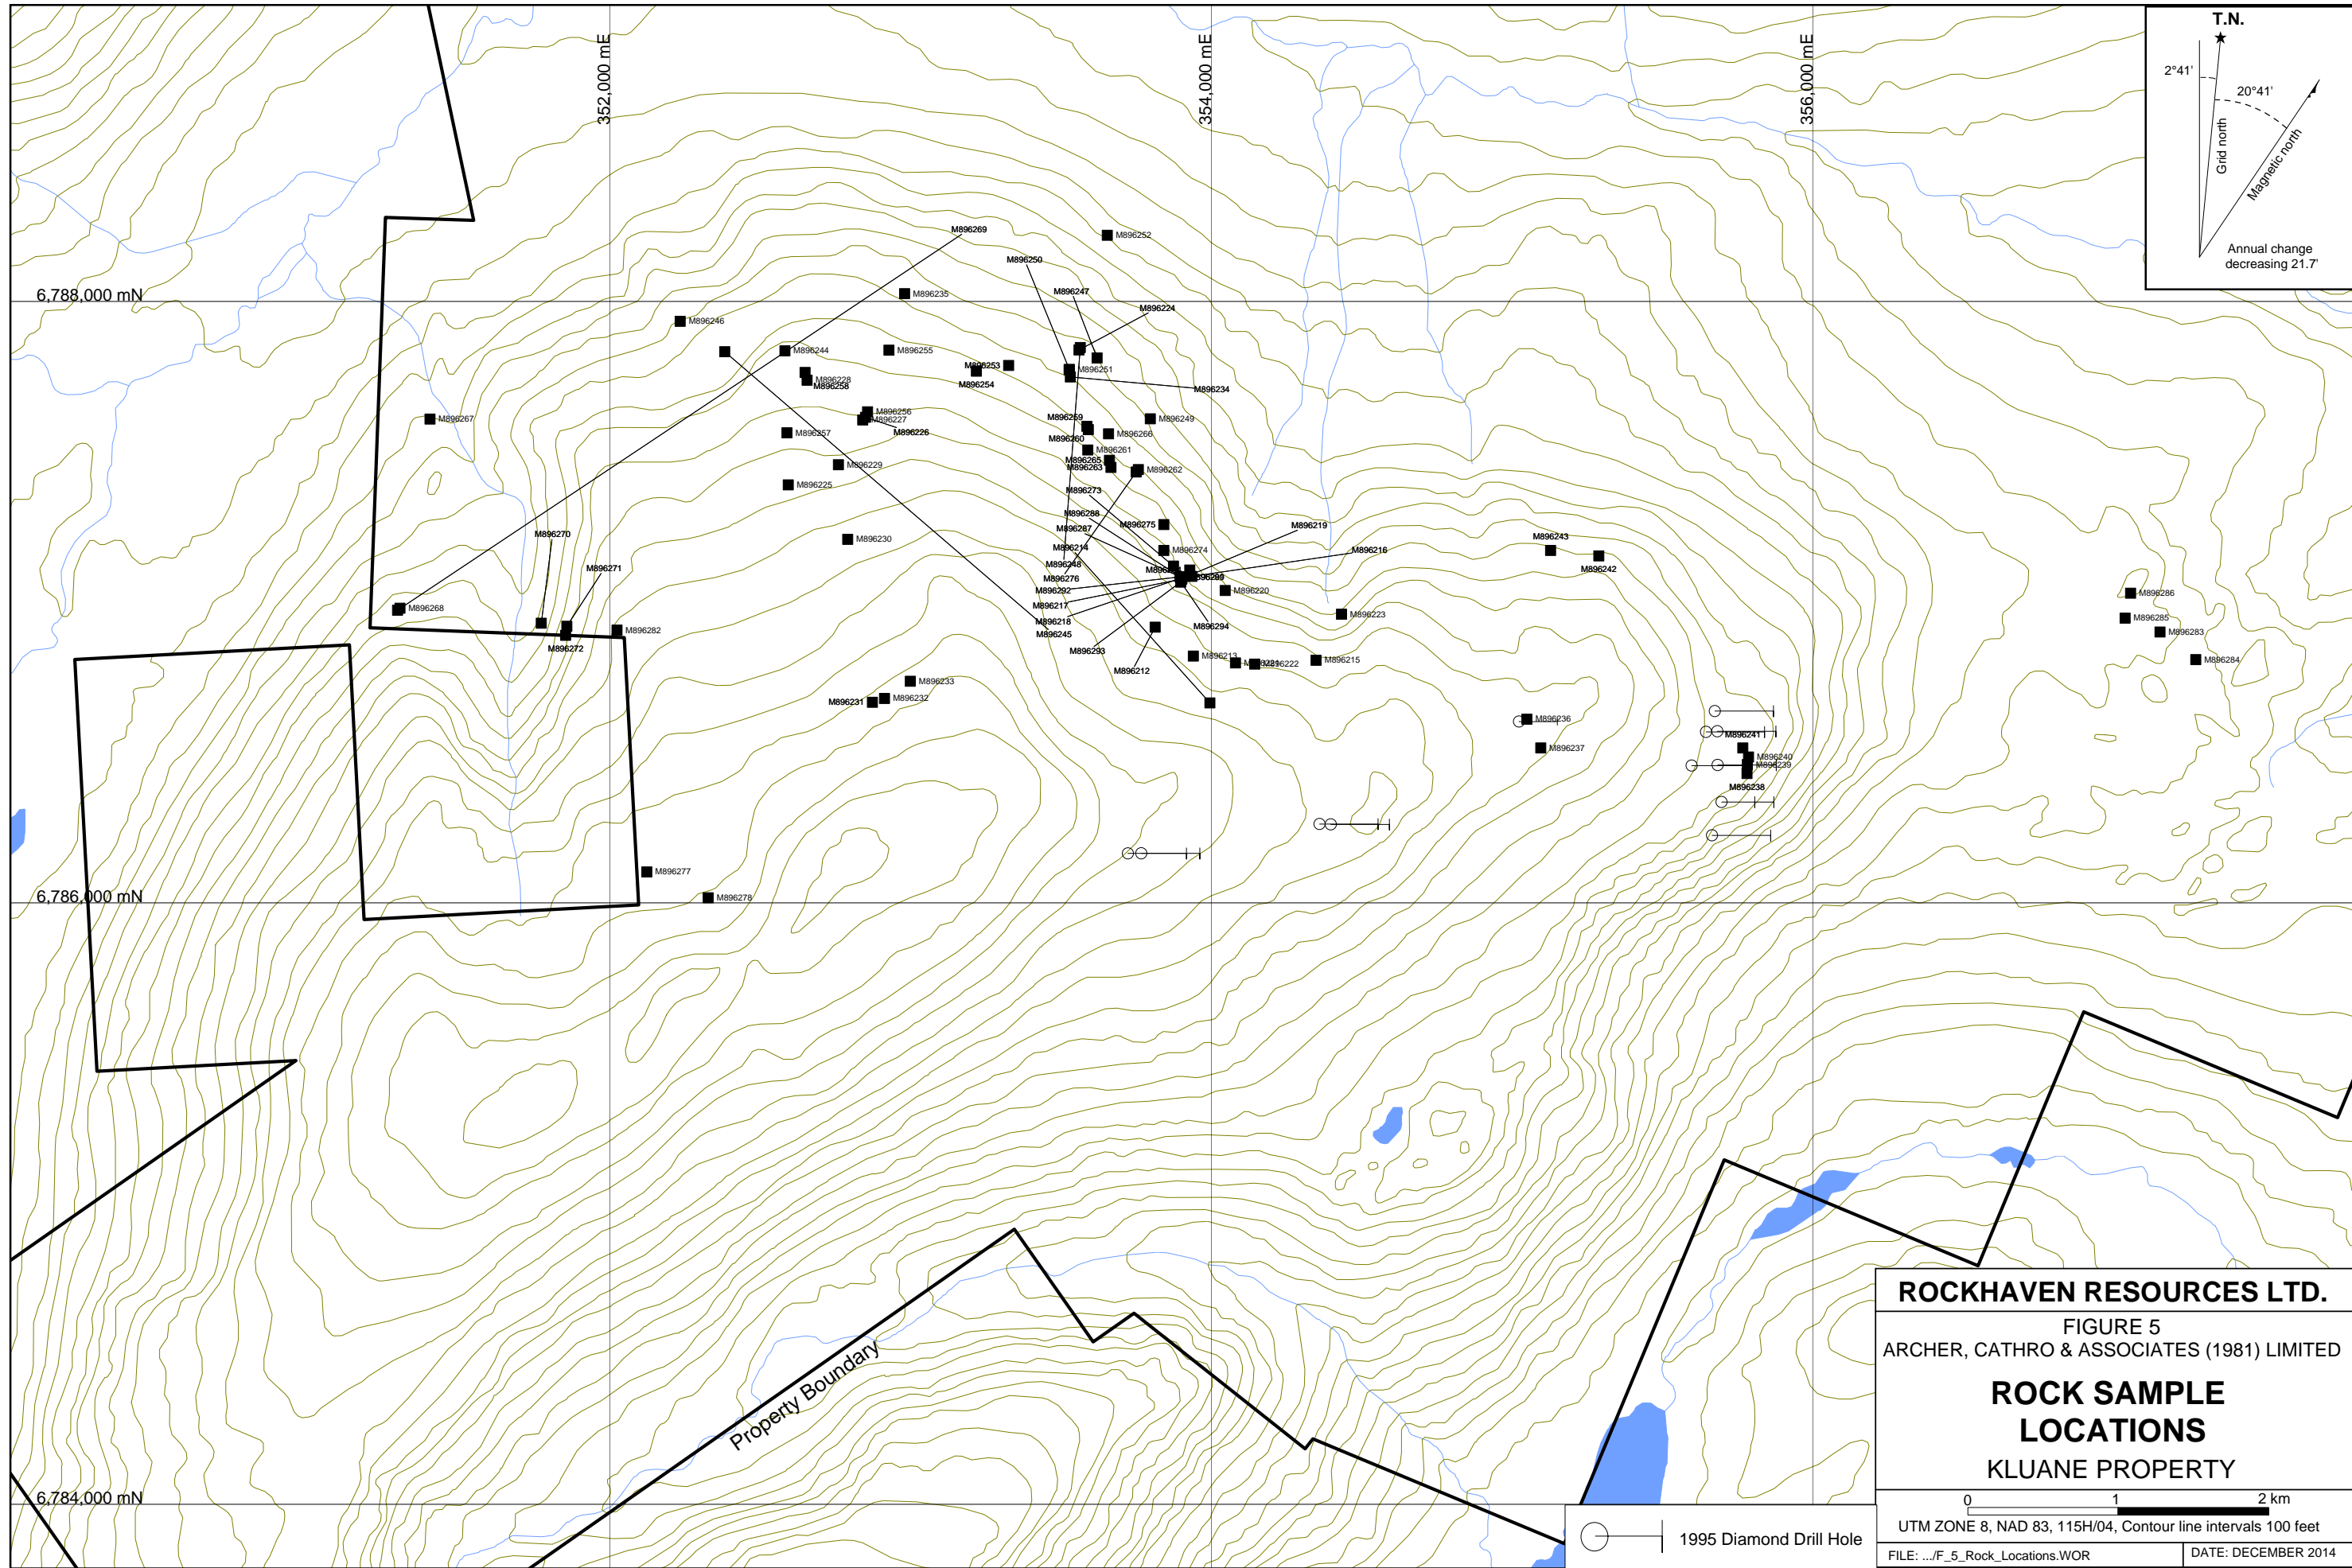 T.N.
2°41'
20°41'
Grid north
Magnetic north
Annual change
decreasing 21.7'
352,000 mE
354,000 mE
356,000 mE
M896269
M896252
M896250
6,788,000 mN
M896235
M896247
M896224
M896246
M896244
M896255
M896253
M896251
M896228
M896258
M896254
M896234
M896267
M896256
M896227
M896226
M896259
M896249
M896257
M896260
M896266
M896261
M896229
M896265
M896263
M896262
M896225
M896273
M896288
M896275
M896219
M896287
M896270
M896230
M896214
M896274
M896216
M896243
M896248
M896242
M896271
M896276
M896292
M896220
M896286
M896268
M896217
M896223
M896285
M896218
M896294
M896282
M896245
M896283
M896272
M896293
M896213
M896212
M896222
M896215
M896284
M896233
M896232
M896231
M896236
M896241
M896237
M896240
M896239
M896238
M896277
6,786,000 mN
M896278
Property Boundary
6,784,000 mN
1995 Diamond Drill Hole
ROCKHAVEN RESOURCES LTD.
FIGURE 5
ARCHER, CATHRO & ASSOCIATES (1981) LIMITED
ROCK SAMPLE
LOCATIONS
KLUANE PROPERTY
0 1 2 km
UTM ZONE 8, NAD 83, 115H/04, Contour line intervals 100 feet
FILE: .../F_5_Rock_Locations.WOR
DATE: DECEMBER 2014